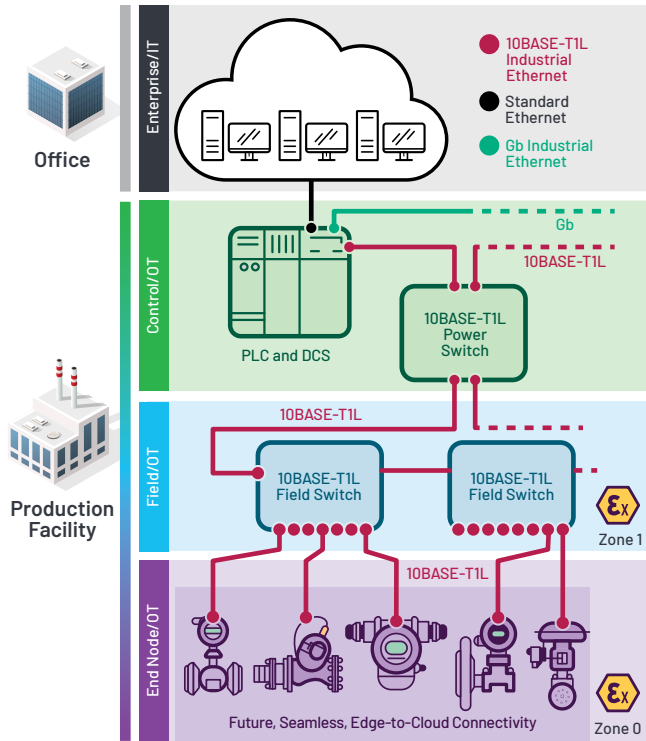 Enterprise/IT
10BASE-T1L
Industrial
Ethernet
Standard
Ethernet
Gb Industrial
Ethernet
Office
Control/OT
Gb
10BASE-T1L
10BASE-T1L
Power
Switch
PLC and DCS
Production
Facility
Field/OT
10BASE-T1L
10BASE-T1L
Field Switch
10BASE-T1L
Field Switch
εx
Zone 1
End Node/OT
10BASE-T1L
Future, Seamless, Edge-to-Cloud Connectivity
εx
Zone 0